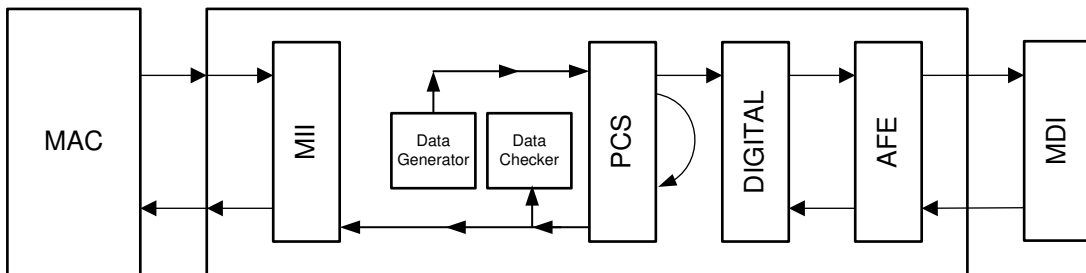 MAC
MII
Data
Generator
Data
Checker
PCS
DIGITAL
AFE
MDI